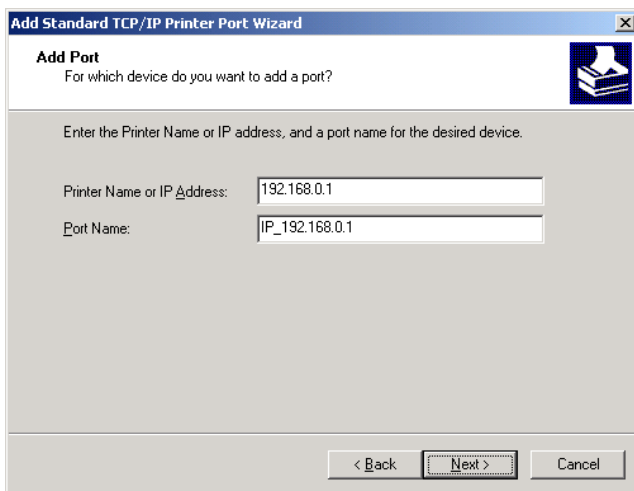 Add Standard TCP/IP Printer Port Wizard
Add Port
For which device do you want to add a port?
Enter the Printer Name or IP address, and a port name for the desired device.
Printer Name or IP Address: 192.168.0.1
Port Name: IP_192.168.0.1
< Back Next > Cancel